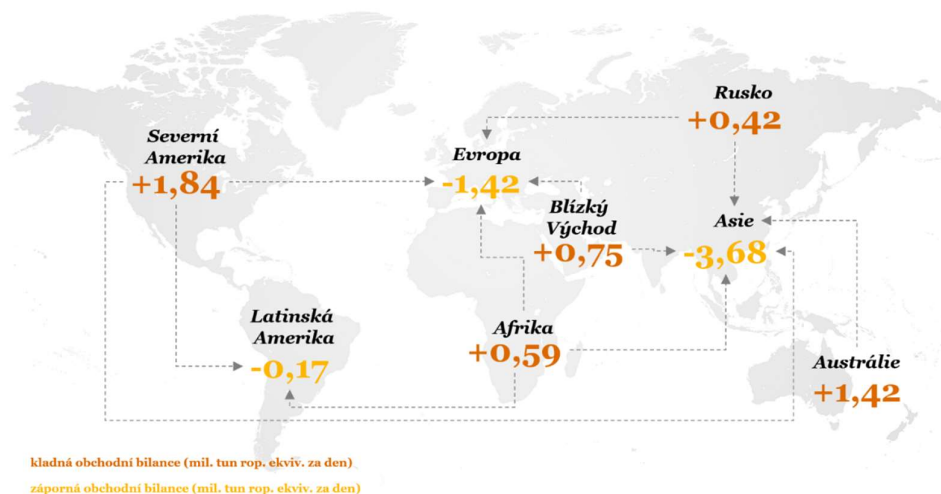 Rusko
+0,42
Severní
Amerika
+1,84
Evropa
-1,42
Blízký
Východ
+0,75
Asie
-3,68
Latinská
Amerika
-0,17
Afrika
+0,59
Austrálie
+1,42
kladná obchodní bilance (mil. tun rop. ekviv. za den)
záporná obchodní bilance (mil. tun rop. ekviv. za den)